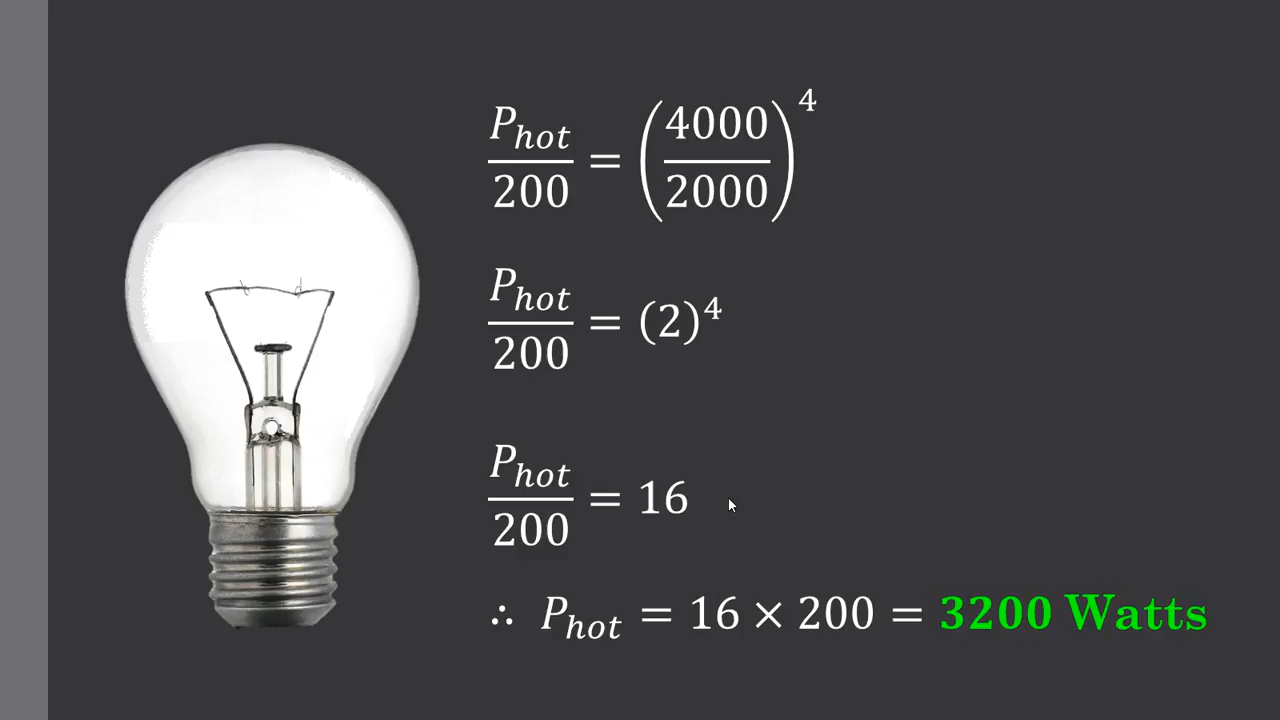 P_hot/200 = (4000/2000)^4
P_hot/200 = (2)^4
P_hot/200 = 16
∴ P_hot = 16 × 200 = 3200 Watts